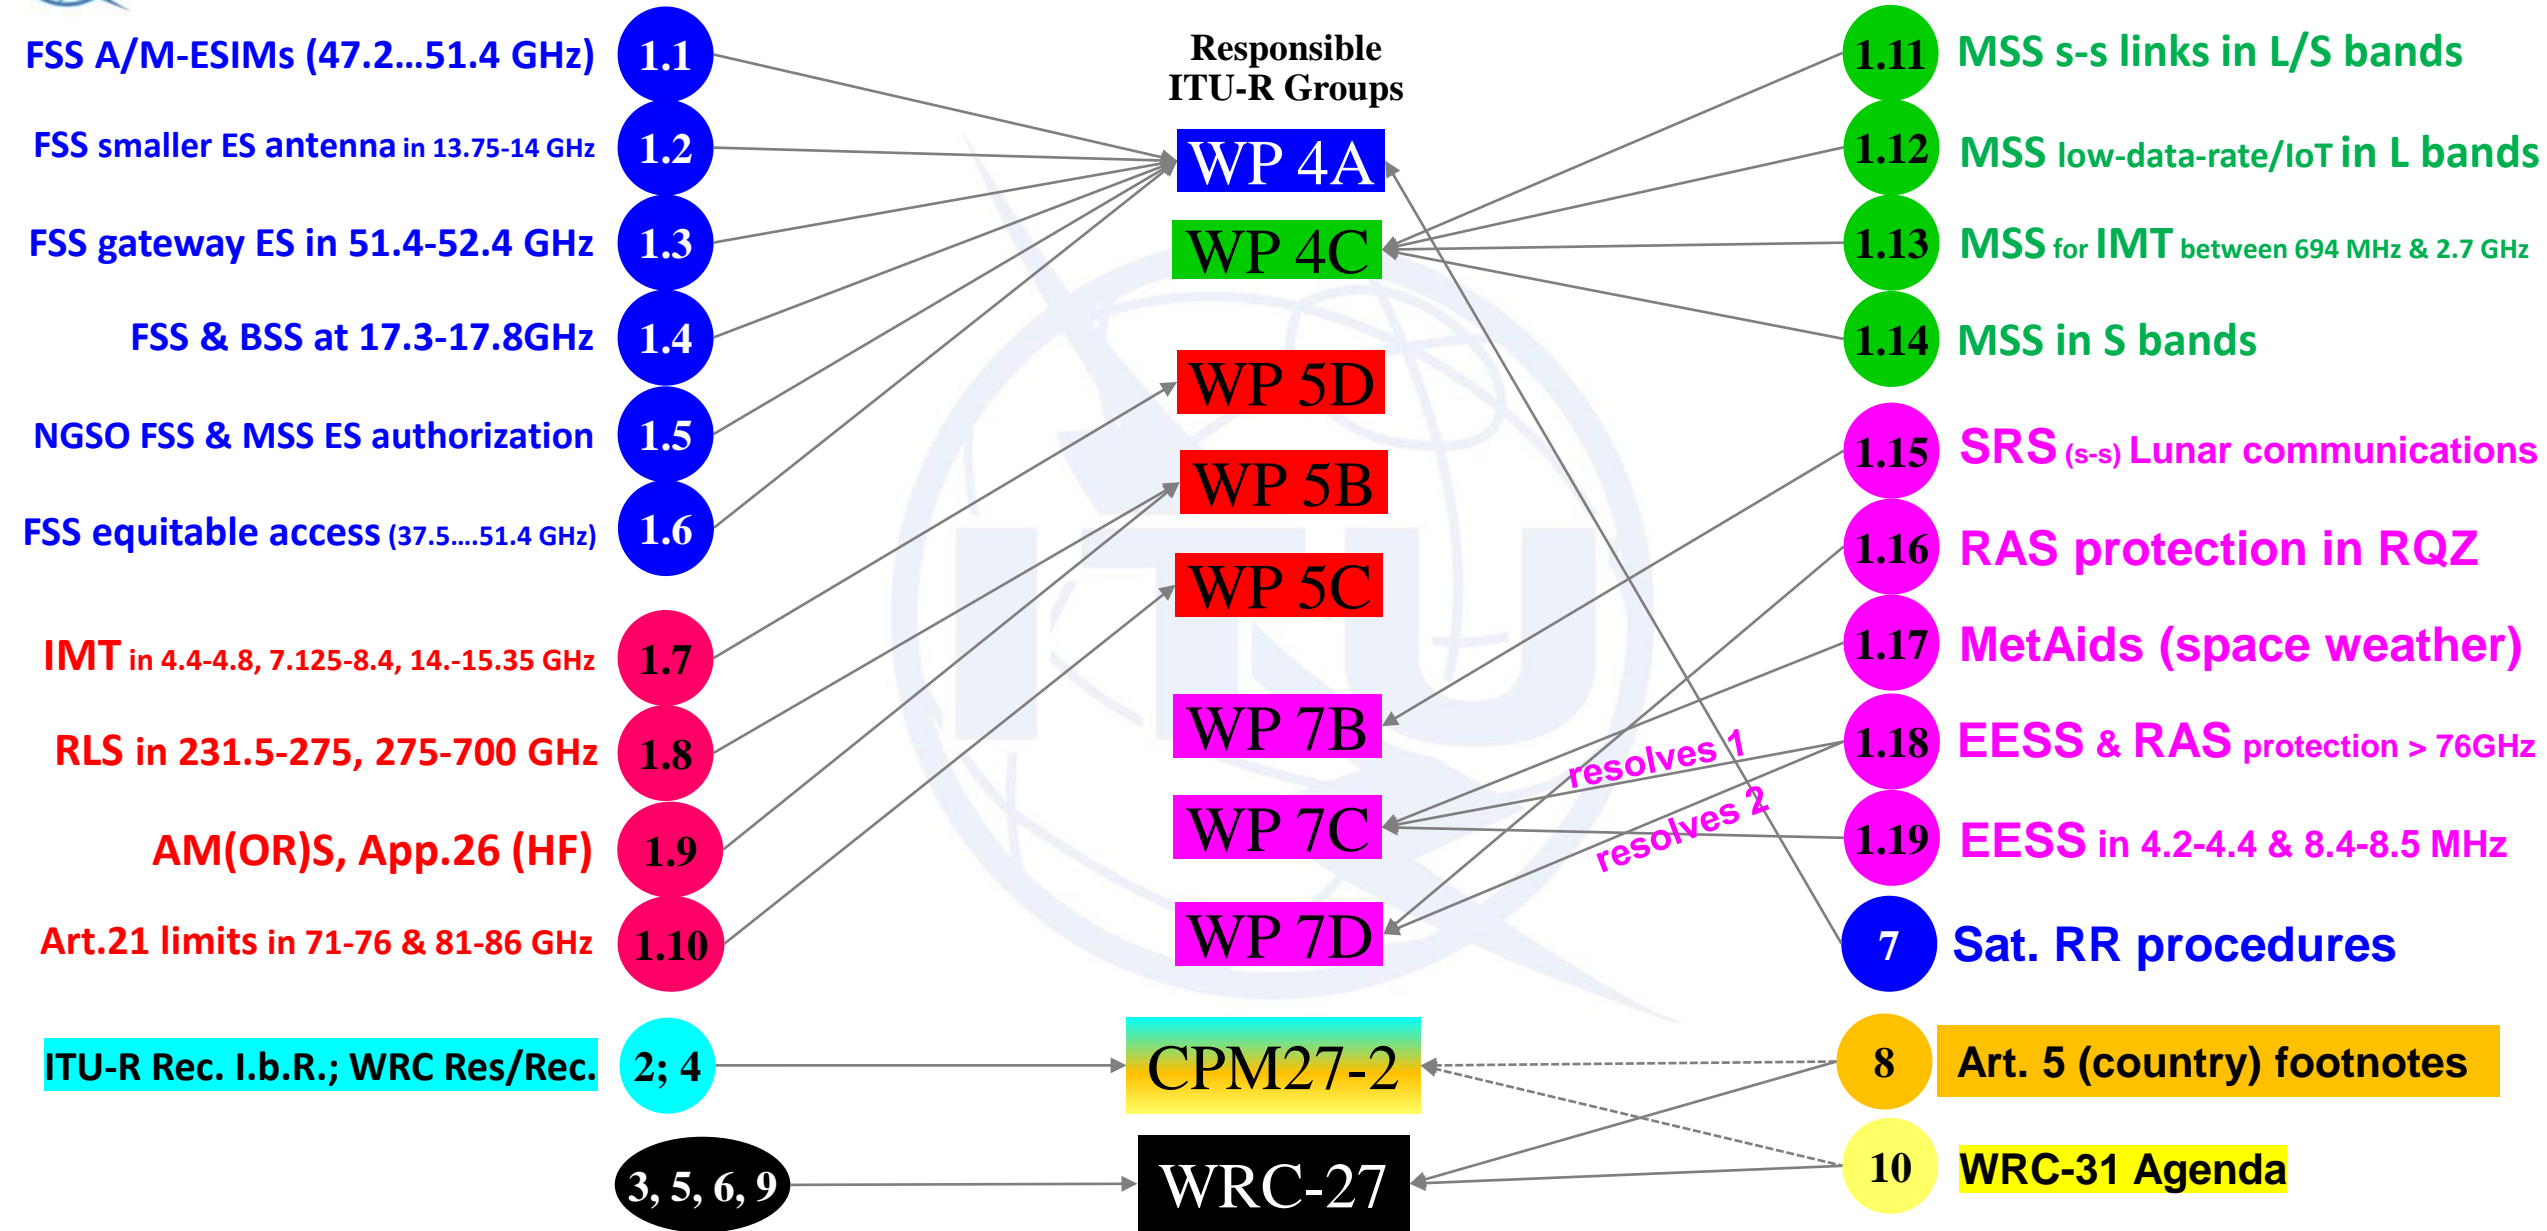 FSS A/M-ESIMs (47.2...51.4 GHz) 1.1
FSS smaller ES antenna in 13.75-14 GHz 1.2
FSS gateway ES in 51.4-52.4 GHz 1.3
FSS & BSS at 17.3-17.8GHz 1.4
NGSO FSS & MSS ES authorization 1.5
FSS equitable access (37.5....51.4 GHz) 1.6
IMT in 4.4-4.8, 7.125-8.4, 14.-15.35 GHz 1.7
RLS in 231.5-275, 275-700 GHz 1.8
AM(OR)S, App.26 (HF) 1.9
Art.21 limits in 71-76 & 81-86 GHz 1.10
ITU-R Rec. I.b.R.; WRC Res/Rec. 2; 4
3, 5, 6, 9
Responsible
ITU-R Groups
WP 4A
WP 4C
WP 5D
WP 5B
WP 5C
WP 7B
WP 7C
WP 7D
CPM27-2
WRC-27
resolves 1
resolves 2
1.11 MSS s-s links in L/S bands
1.12 MSS low-data-rate/IoT in L bands
1.13 MSS for IMT between 694 MHz & 2.7 GHz
1.14 MSS in S bands
1.15 SRS (s-s) Lunar communications
1.16 RAS protection in RQZ
1.17 MetAids (space weather)
1.18 EESS & RAS protection > 76GHz
1.19 EESS in 4.2-4.4 & 8.4-8.5 MHz
7 Sat. RR procedures
8 Art. 5 (country) footnotes
10 WRC-31 Agenda
ITU